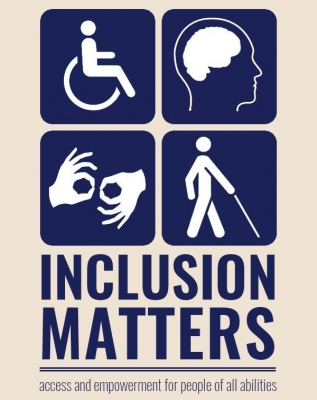 INCLUSION
MATTERS
access and empowerment for people of all abilities